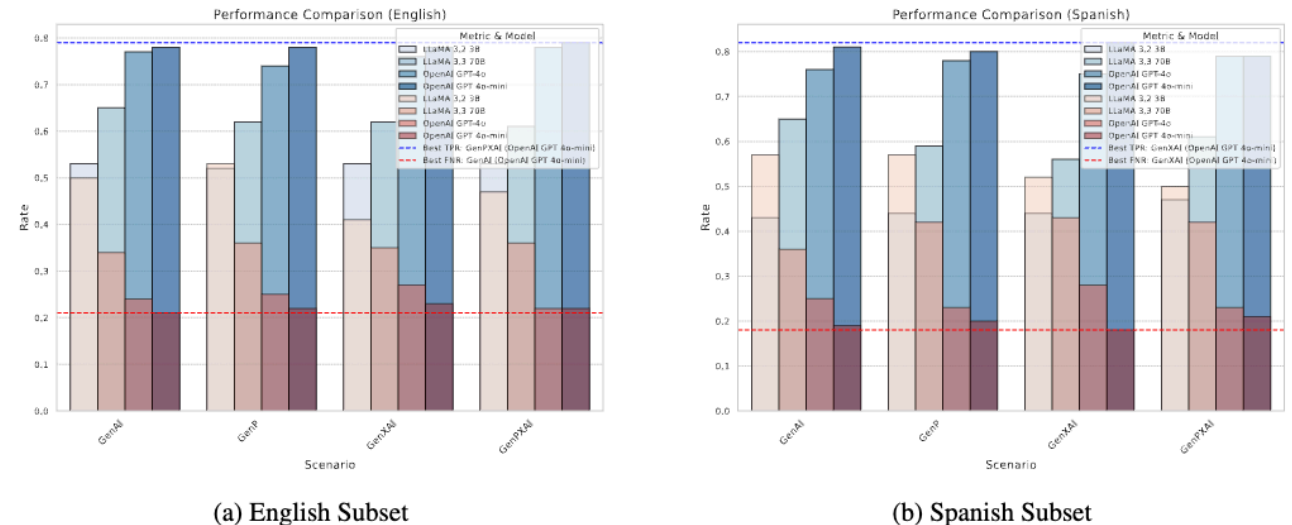 Performance Comparison (English)
Metric & Model
LLaMA 3.2 3B
LLaMA 3.3 70B
OpenAI GPT-4o
OpenAI GPT 4o-mini
LLaMA 3.2 3B
LLaMA 3.3 70B
OpenAI GPT-4o
OpenAI GPT 4o-mini
Best TPR: GenPXAI (OpenAI GPT 4o-mini)
Best FNR: GenAI (OpenAI GPT 4o-mini)
0.8
0.7
0.6
0.5
0.4
0.3
0.2
0.1
0.0
Rate
GenAI
GenP
GenXAI
GenPXAI
Scenario
(a) English Subset
Performance Comparison (Spanish)
Metric & Model
LLaMA 3.2 3B
LLaMA 3.3 70B
OpenAI GPT-4o
OpenAI GPT 4o-mini
LLaMA 3.2 3B
LLaMA 3.3 70B
OpenAI GPT-4o
OpenAI GPT 4o-mini
Best TPR: GenXAI (OpenAI GPT 4o-mini)
Best FNR: GenXAI (OpenAI GPT 4o-mini)
0.8
0.7
0.6
0.5
0.4
0.3
0.2
0.1
0.0
Rate
GenAI
GenP
GenXAI
GenPXAI
Scenario
(b) Spanish Subset